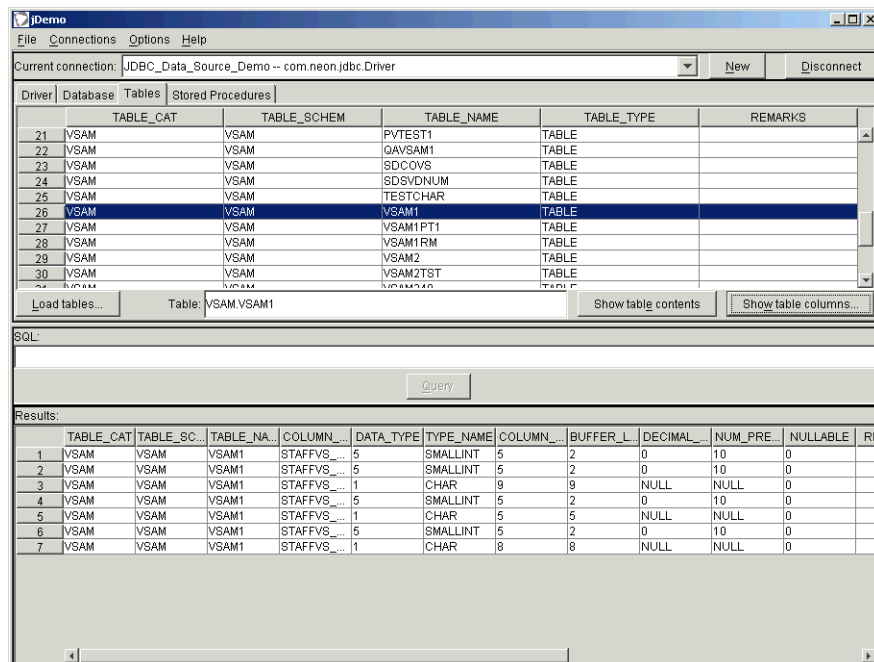 jDemo
File Connections Options Help
Current connection: JDBC_Data_Source_Demo -- com.neon.jdbc.Driver New Disconnect
Driver Database Tables Stored Procedures
TABLE_CAT TABLE_SCHEM TABLE_NAME TABLE_TYPE REMARKS
21 VSAM VSAM PVTEST1 TABLE
22 VSAM VSAM QAVSAM1 TABLE
23 VSAM VSAM SDCOVS TABLE
24 VSAM VSAM SDSVDNUM TABLE
25 VSAM VSAM TESTCHAR TABLE
26 VSAM VSAM VSAM1 TABLE
27 VSAM VSAM VSAM1PT1 TABLE
28 VSAM VSAM VSAM1RM TABLE
29 VSAM VSAM VSAM2 TABLE
30 VSAM VSAM VSAM2TST TABLE
Load tables... Table: VSAM.VSAM1 Show table contents Show table columns...
SQL:
Query
Results:
TABLE_CAT TABLE_SC... TABLE_NA... COLUMN_... DATA_TYPE TYPE_NAME COLUMN_... BUFFER_L... DECIMAL_... NUM_PRE... NULLABLE
1 VSAM VSAM VSAM1 STAFFVS_... 5 SMALLINT 5 2 0 10 0
2 VSAM VSAM VSAM1 STAFFVS_... 5 SMALLINT 5 2 0 10 0
3 VSAM VSAM VSAM1 STAFFVS_... 1 CHAR 9 9 NULL NULL 0
4 VSAM VSAM VSAM1 STAFFVS_... 5 SMALLINT 5 2 0 10 0
5 VSAM VSAM VSAM1 STAFFVS_... 1 CHAR 5 5 NULL NULL 0
6 VSAM VSAM VSAM1 STAFFVS_... 5 SMALLINT 5 2 0 10 0
7 VSAM VSAM VSAM1 STAFFVS_... 1 CHAR 8 8 NULL NULL 0